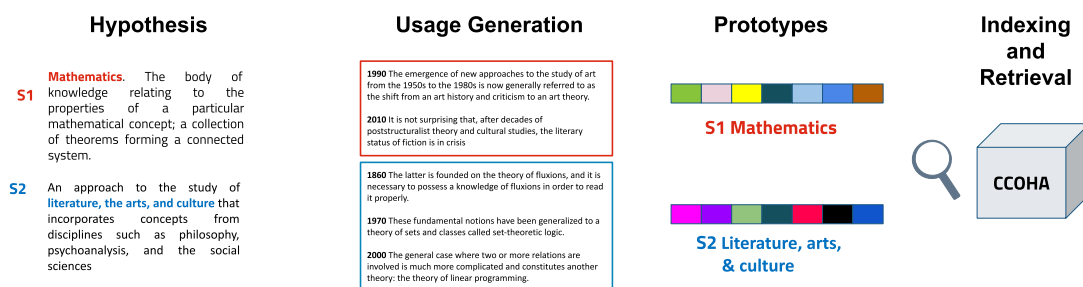 Hypothesis
S1
Mathematics. The body of
knowledge relating to the
properties of a particular
mathematical concept; a collection
of theorems forming a connected
system.
S2
An approach to the study of
literature, the arts, and culture that
incorporates concepts from
disciplines such as philosophy,
psychoanalysis, and the social
sciences
Usage Generation
1990 The emergence of new approaches to the study of art
from the 1950s to the 1980s is now generally referred to as
the shift from an art history and criticism to an art theory.
2010 It is not surprising that, after decades of
poststructuralist theory and cultural studies, the literary
status of fiction is in crisis
1860 The latter is founded on the theory of fluxions, and it is
necessary to possess a knowledge of fluxions in order to read
it properly.
1970 These fundamental notions have been generalized to a
theory of sets and classes called set-theoretic logic.
2000 The general case where two or more relations are
involved is much more complicated and constitutes another
theory: the theory of linear programming.
Prototypes
S1 Mathematics
S2 Literature, arts,
& culture
Indexing
and
Retrieval
CCOHA